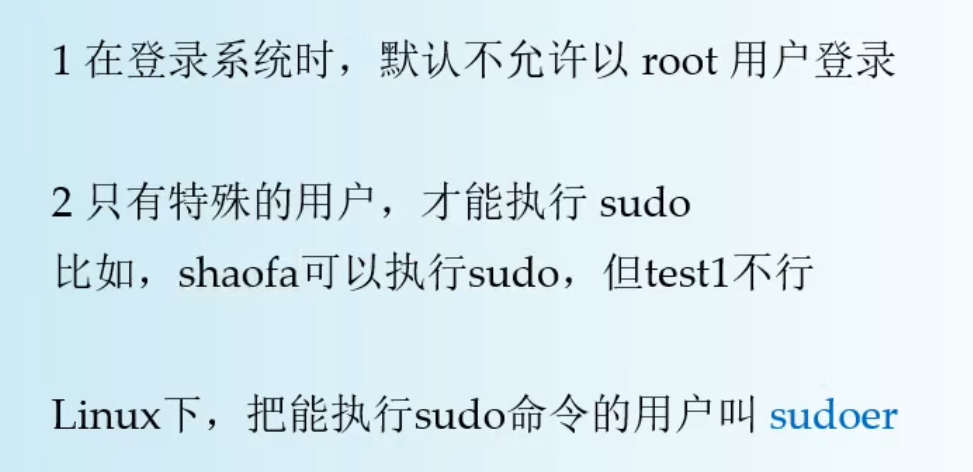 1 在登录系统时，默认不允许以 root 用户登录
2 只有特殊的用户，才能执行 sudo
比如，shaofa可以执行sudo，但test1不行
Linux下，把能执行sudo命令的用户叫 sudoer